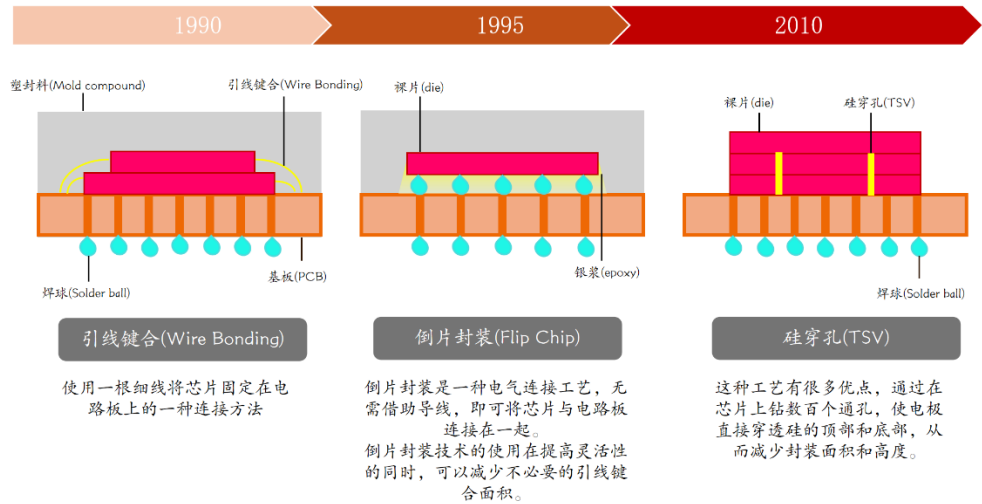 1990
1995
2010
塑封料(Mold compound)
引线键合(Wire Bonding)
裸片(die)
裸片(die)
硅穿孔(TSV)
焊球(Solder ball)
基板(PCB)
银浆(epoxy)
焊球(Solder ball)
引线键合(Wire Bonding)
使用一根细线将芯片固定在电
路板上的一种连接方法
倒片封装(Flip Chip)
倒片封装是一种电气连接工艺，无
需借助导线，即可将芯片与电路板
连接在一起。
倒片封装技术的使用在提高灵活性
的同时，可以减少不必要的引线键
合面积。
硅穿孔(TSV)
这种工艺有很多优点，通过在
芯片上钻数百个通孔，使电极
直接穿透硅的顶部和底部，从
而减少封装面积和高度。